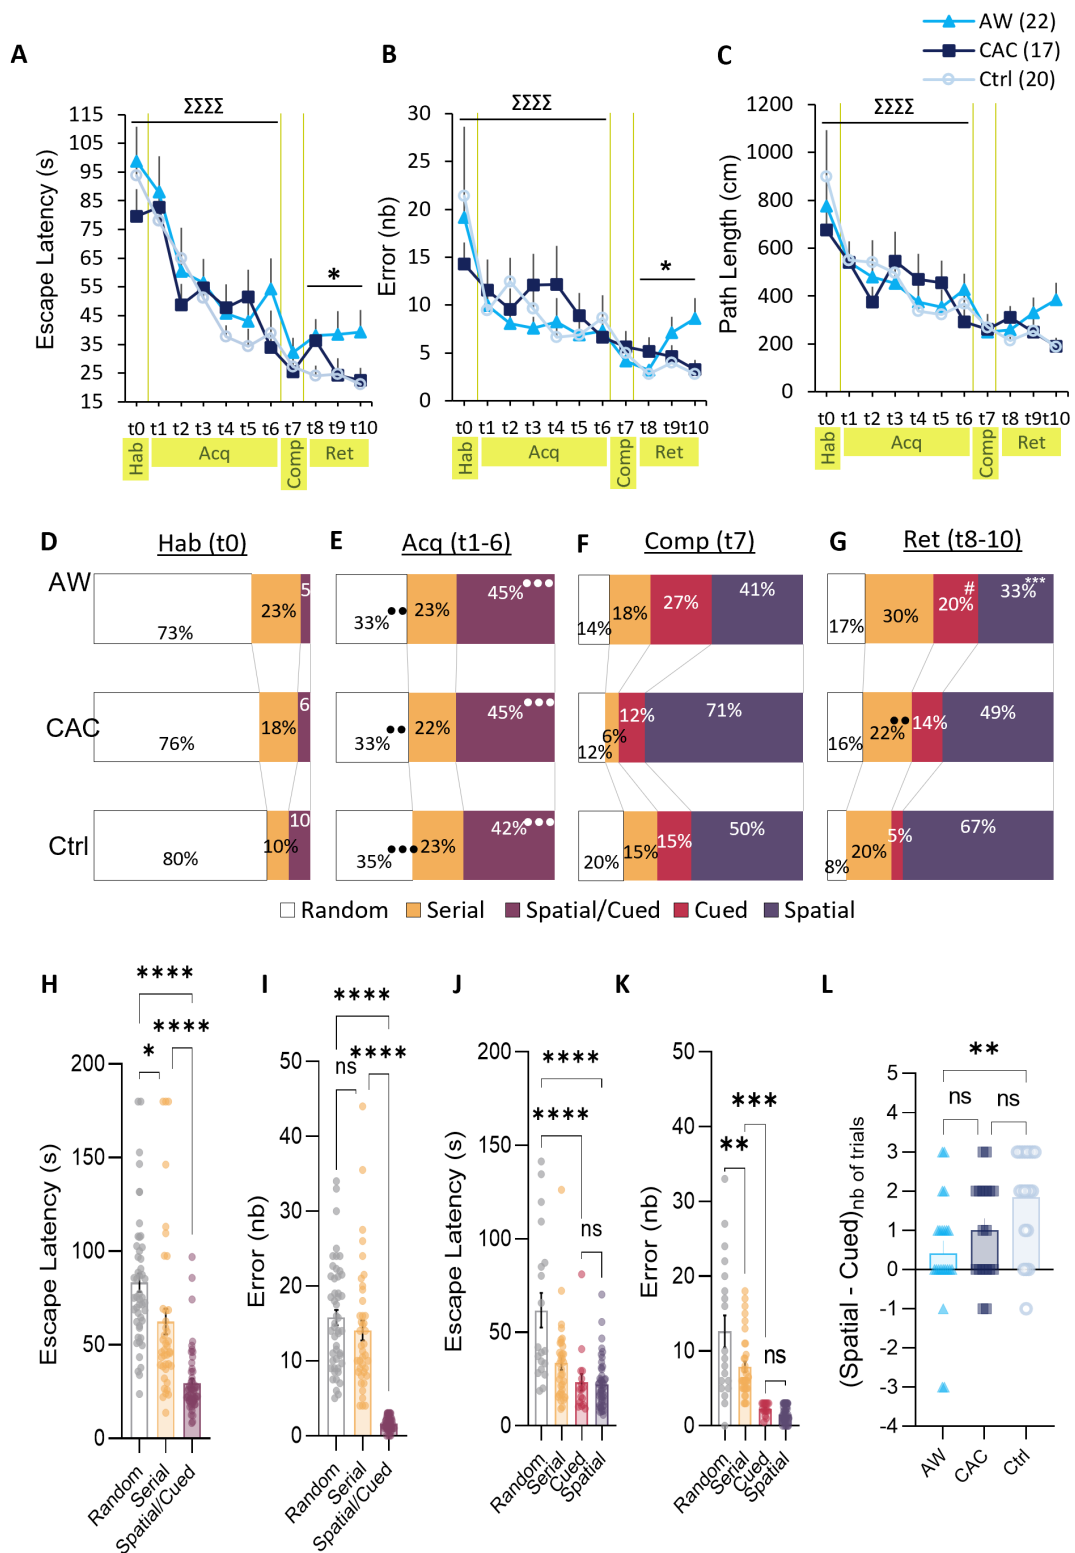 AW (22)
CAC (17)
Ctrl (20)
A
B
C
ΣΣΣΣ
ΣΣΣΣ
ΣΣΣΣ
Escape Latency (s)
115
105
95
85
75
65
55
45
35
25
15
*
t0 t1 t2 t3 t4 t5 t6 t7 t8 t9 t10
Hab
Acq
Comp
Ret
Error (nb)
30
25
20
15
10
5
0
*
t0 t1 t2 t3 t4 t5 t6 t7 t8 t9 t10
Hab
Acq
Comp
Ret
Path Length (cm)
1200
1000
800
600
400
200
0
t0 t1 t2 t3 t4 t5 t6 t7 t8 t9 t10
Hab
Acq
Comp
Ret
D Hab (t0)
E Acq (t1-6)
F Comp (t7)
G Ret (t8-10)
AW
73% 23% 5
33% •• 23% 45% •••
14% 18% 27% 41%
17% 30% 20% # 33% ***
CAC
76% 18% 6
33% •• 22% 45% •••
12% 6% 12% 71%
16% 22% •• 14% 49%
Ctrl
80% 10% 10
35% ••• 23% 42% •••
20% 15% 15% 50%
8% 20% 5% 67%
Random Serial Spatial/Cued Cued Spatial
H
Escape Latency (s)
200
150
100
50
0
****
****
*
Random
Serial
Spatial/Cued
I
Error (nb)
50
40
30
20
10
0
****
****
ns
Random
Serial
Spatial/Cued
J
Escape Latency (s)
200
150
100
50
0
****
****
ns
Random
Serial
Cued
Spatial
K
Error (nb)
50
40
30
20
10
0
***
**
ns
Random
Serial
Cued
Spatial
L
(Spatial - Cued)nb of trials
5
4
3
2
1
0
-1
-2
-3
-4
**
ns
ns
AW
CAC
Ctrl